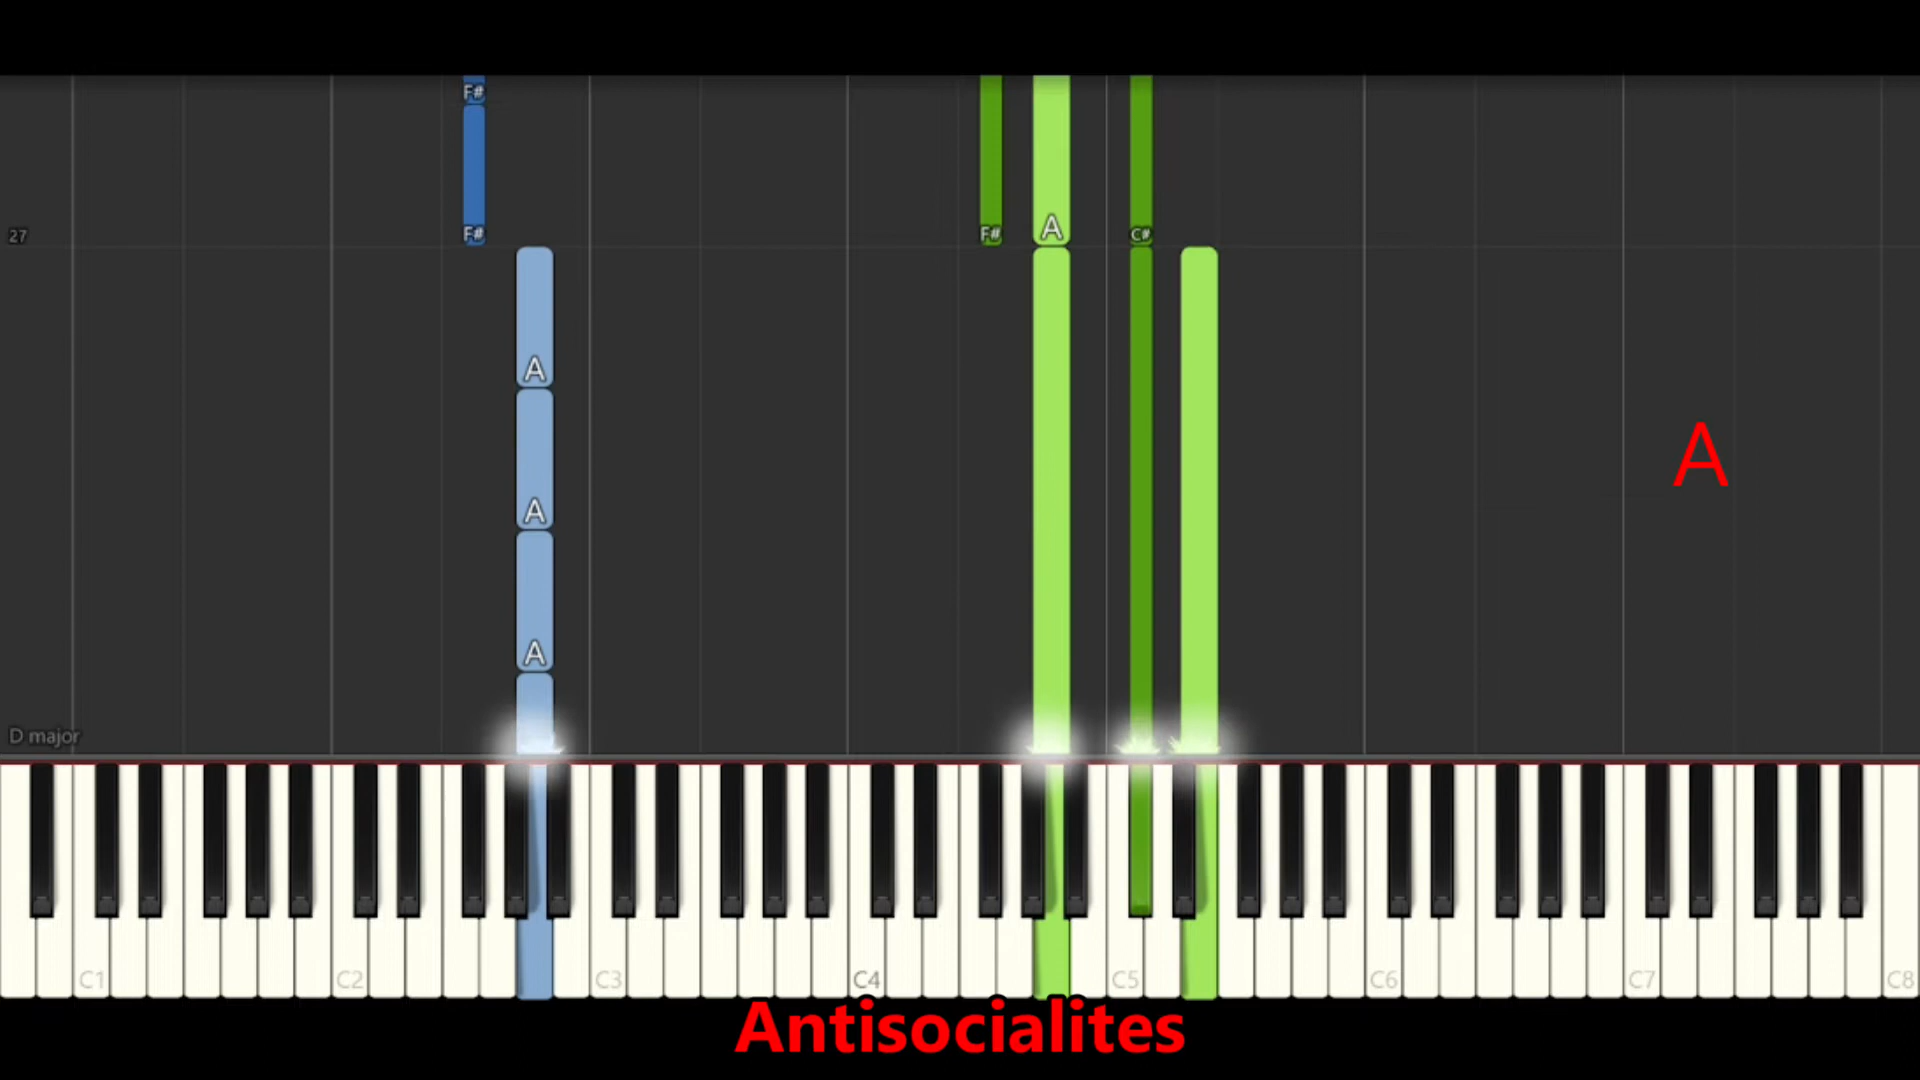 F#
F# F# A C#
27
A
A
A
A
D major
C1 C2 C3 C4 C5 C6 C7 C8
Antisocialites